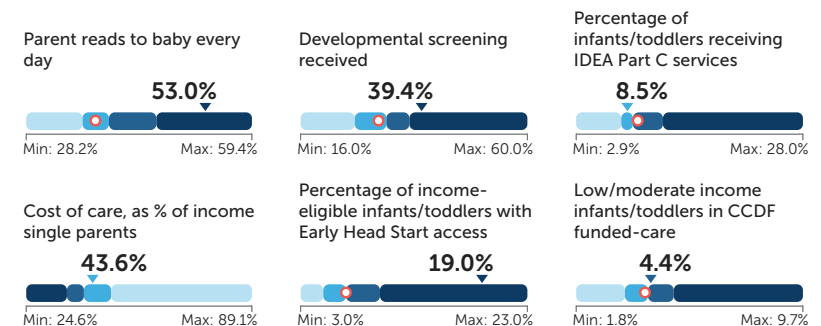 Parent reads to baby every
day
53.0%
Min: 28.2%
Max: 59.4%
Developmental screening
received
39.4%
Min: 16.0%
Max: 60.0%
Percentage of
infants/toddlers receiving
IDEA Part C services
8.5%
Min: 2.9%
Max: 28.0%
Cost of care, as % of income
single parents
43.6%
Min: 24.6%
Max: 89.1%
Percentage of income-
eligible infants/toddlers with
Early Head Start access
19.0%
Min: 3.0%
Max: 23.0%
Low/moderate income
infants/toddlers in CCDF
funded-care
4.4%
Min: 1.8%
Max: 9.7%